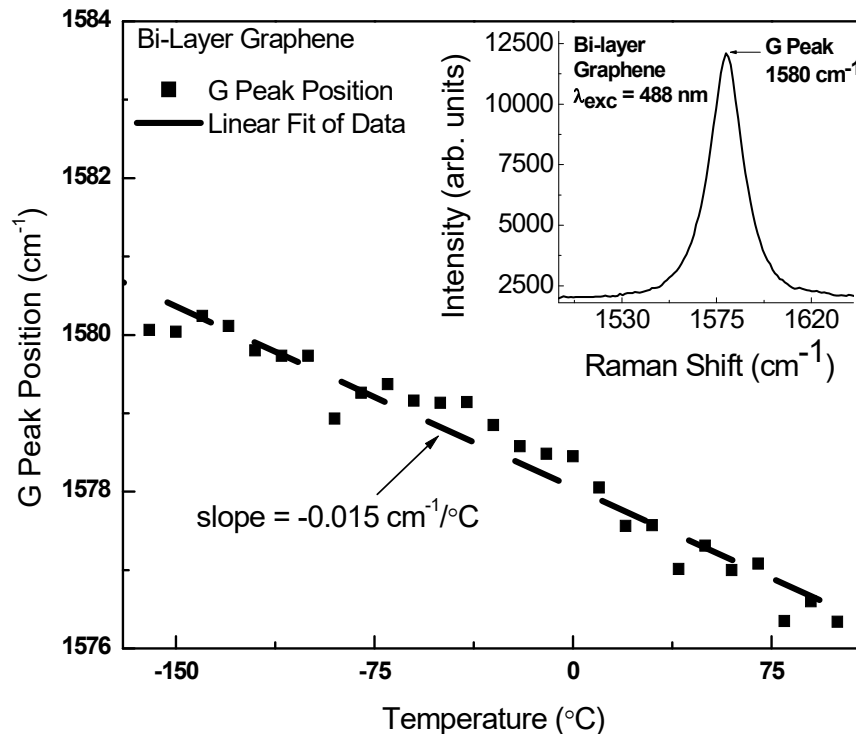 Bi-Layer Graphene
G Peak Position
Linear Fit of Data
slope = -0.015 cm⁻¹/°C
G Peak Position (cm⁻¹)
1584
1582
1580
1578
1576
-150 -75 0 75
Temperature (°C)
Bi-layer
Graphene
λexc = 488 nm
G Peak
1580 cm⁻¹
Intensity (arb. units)
12500
10000
7500
5000
2500
1530 1575 1620
Raman Shift (cm⁻¹)